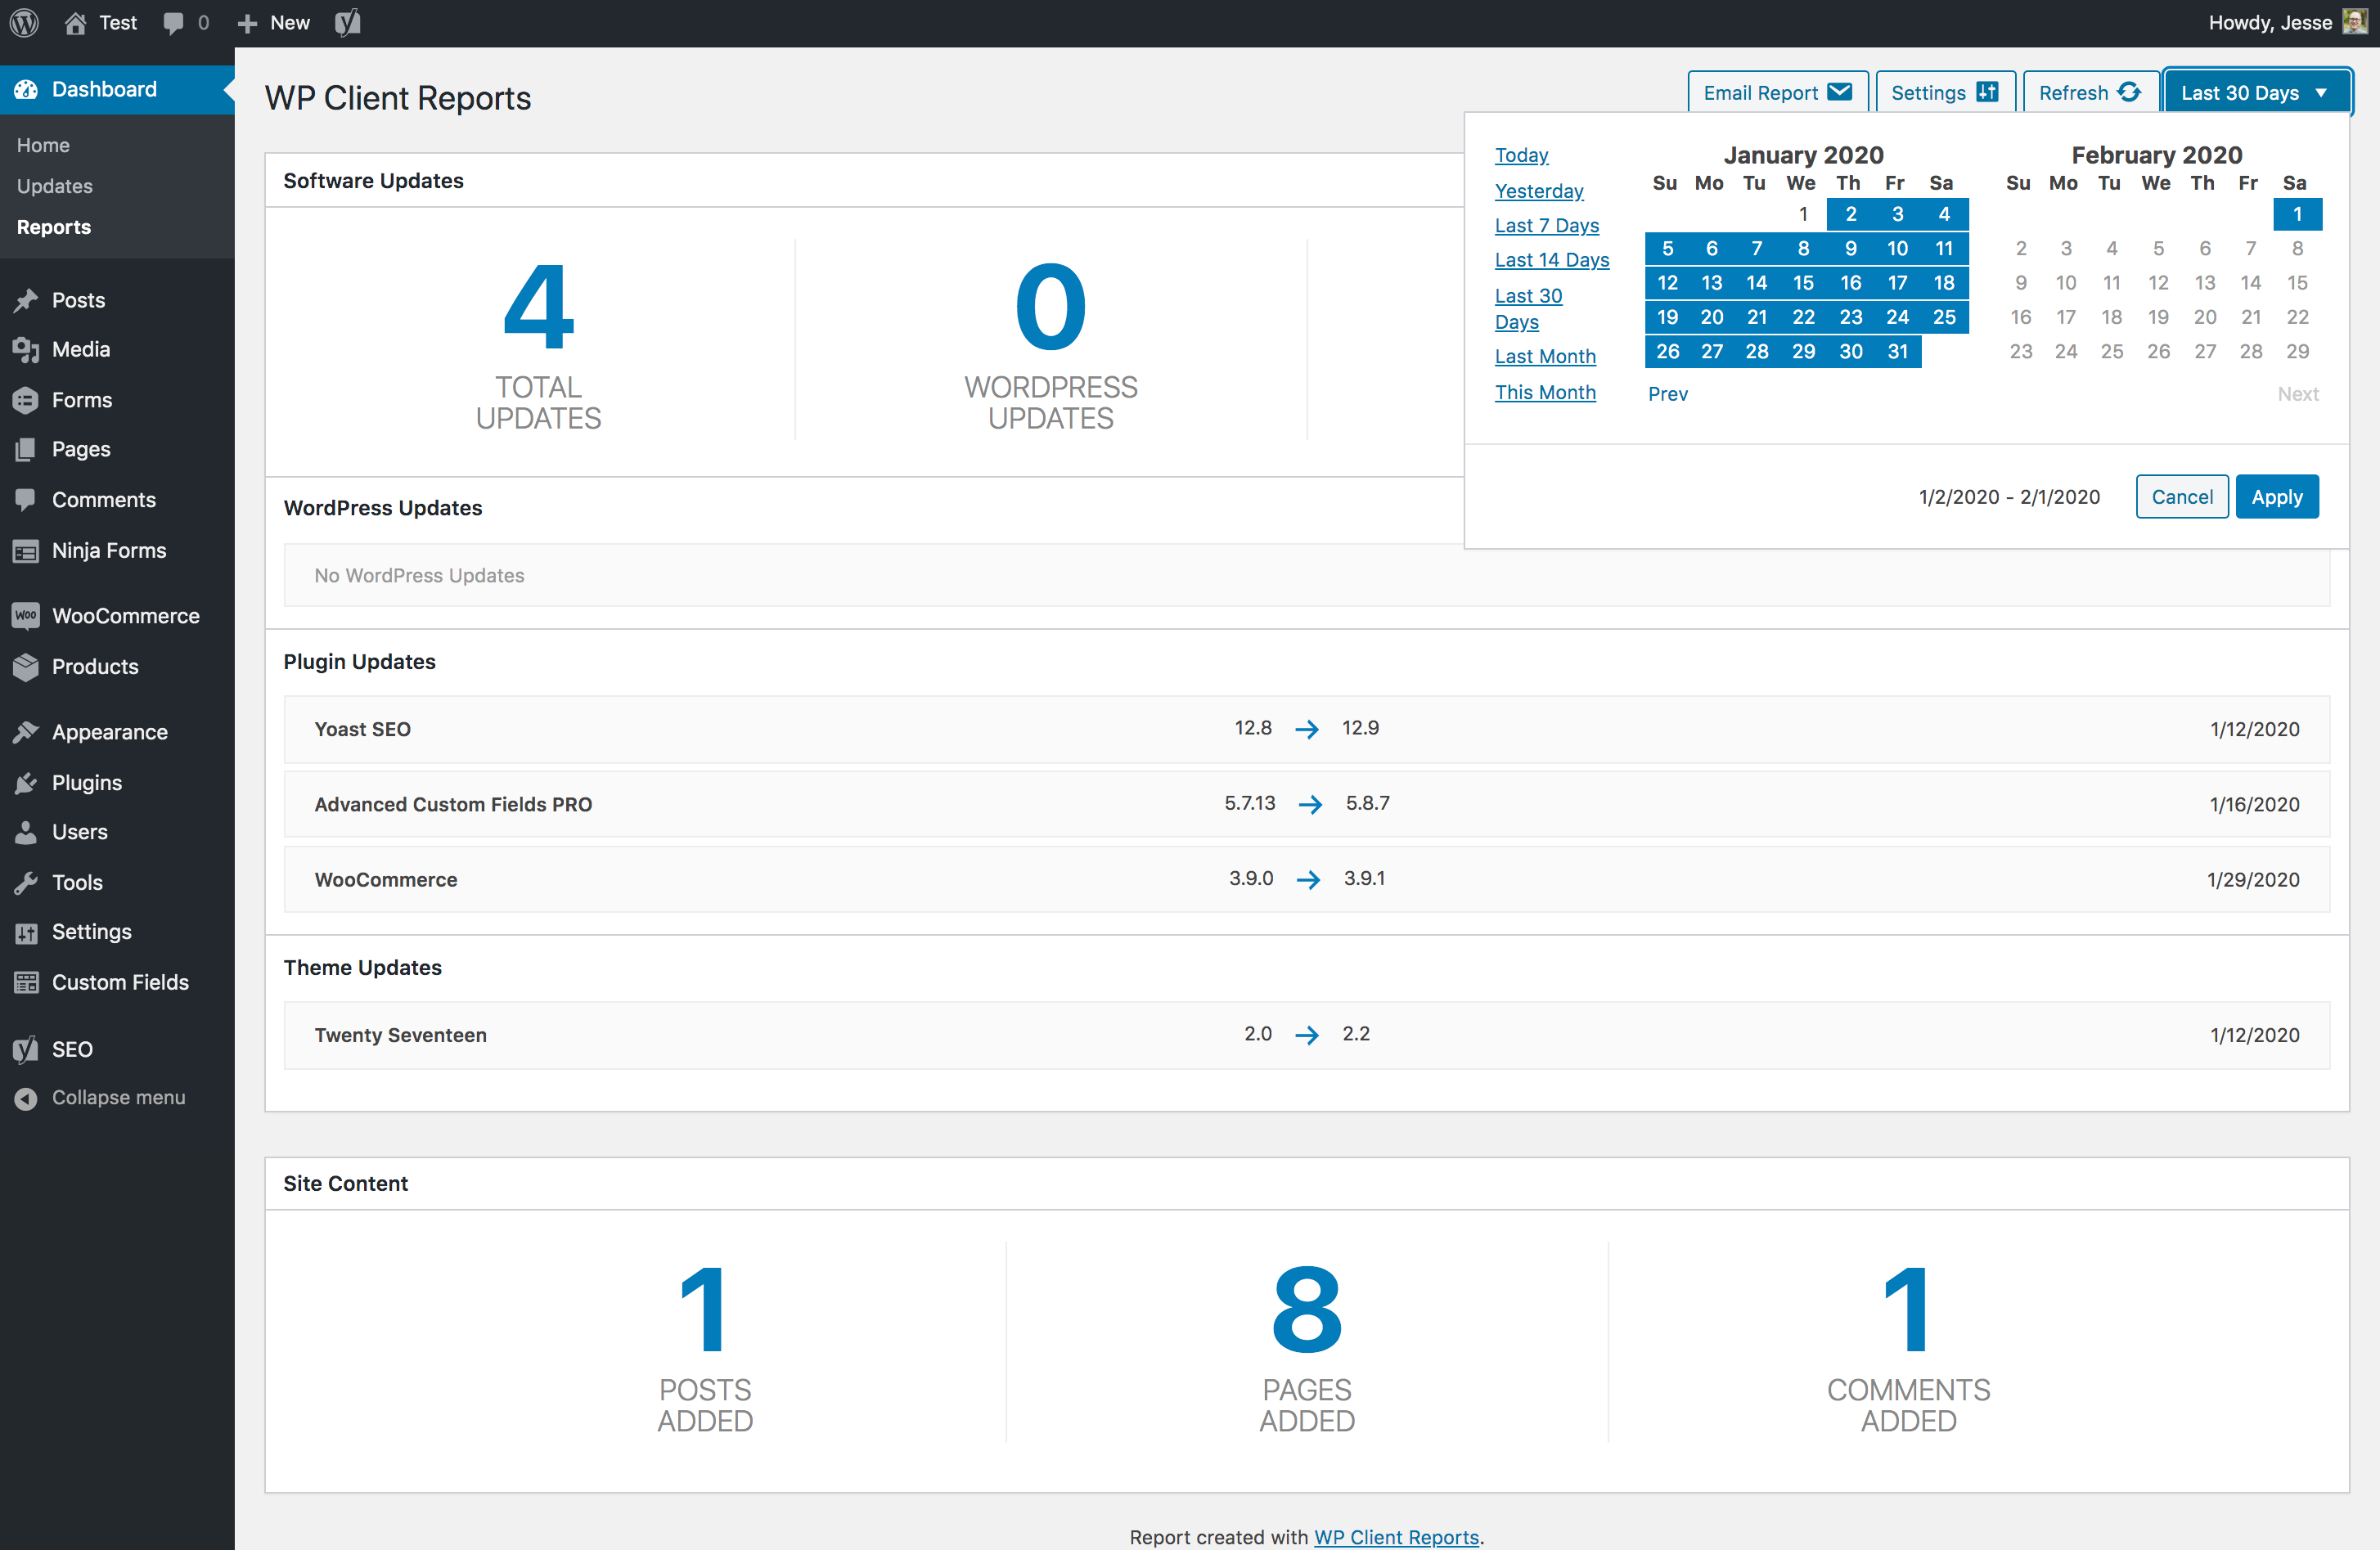 Test 0 New Howdy, Jesse
Dashboard
Home
Updates
Reports
Posts
Media
Forms
Pages
Comments
Ninja Forms
WOO WooCommerce
Products
Appearance
Plugins
Users
Tools
Settings
Custom Fields
SEO
Collapse menu
WP Client Reports
Email Report Settings Refresh Last 30 Days
Today
Yesterday
Last 7 Days
Last 14 Days
Last 30
Days
Last Month
This Month
January 2020
Su Mo Tu We Th Fr Sa
1 2 3 4
5 6 7 8 9 10 11
12 13 14 15 16 17 18
19 20 21 22 23 24 25
26 27 28 29 30 31
Prev
February 2020
Su Mo Tu We Th Fr Sa
1
2 3 4 5 6 7 8
9 10 11 12 13 14 15
16 17 18 19 20 21 22
23 24 25 26 27 28 29
Next
1/2/2020 - 2/1/2020 Cancel Apply
Software Updates
4
TOTAL
UPDATES
0
WORDPRESS
UPDATES
WordPress Updates
No WordPress Updates
Plugin Updates
Yoast SEO 12.8 → 12.9 1/12/2020
Advanced Custom Fields PRO 5.7.13 → 5.8.7 1/16/2020
WooCommerce 3.9.0 → 3.9.1 1/29/2020
Theme Updates
Twenty Seventeen 2.0 → 2.2 1/12/2020
Site Content
1
POSTS
ADDED
8
PAGES
ADDED
1
COMMENTS
ADDED
Report created with WP Client Reports.